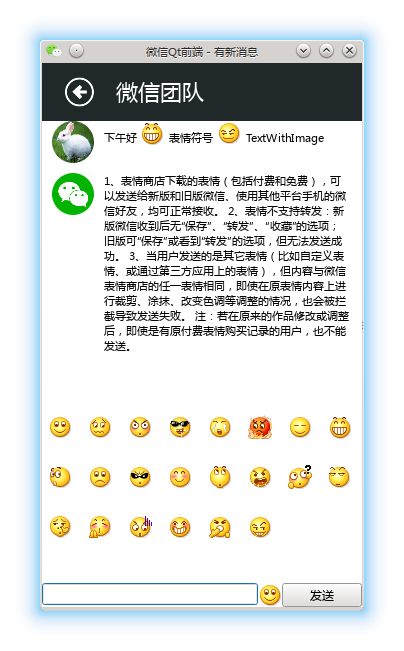 微信Qt前端 - 有新消息
微信团队
下午好 表情符号 TextWithImage
1、表情商店下载的表情（包括付费和免费），可
以发送给新版和旧版微信、使用其他平台手机的微
信好友，均可正常接收。 2、表情不支持转发：新
版微信收到后无“保存”、“转发”、“收藏”的选项；
旧版可“保存”或看到“转发”的选项，但无法发送成
功。 3、当用户发送的是其它表情（比如自定义表
情、或通过第三方应用上的表情），但内容与微信
表情商店的任一表情相同，即使在原表情内容上进
行裁剪、涂抹、改变色调等调整的情况，也会被拦
截导致发送失败。 注：若在原来的作品修改或调整
后，即使是有原付费表情购买记录的用户，也不能
发送。
发送